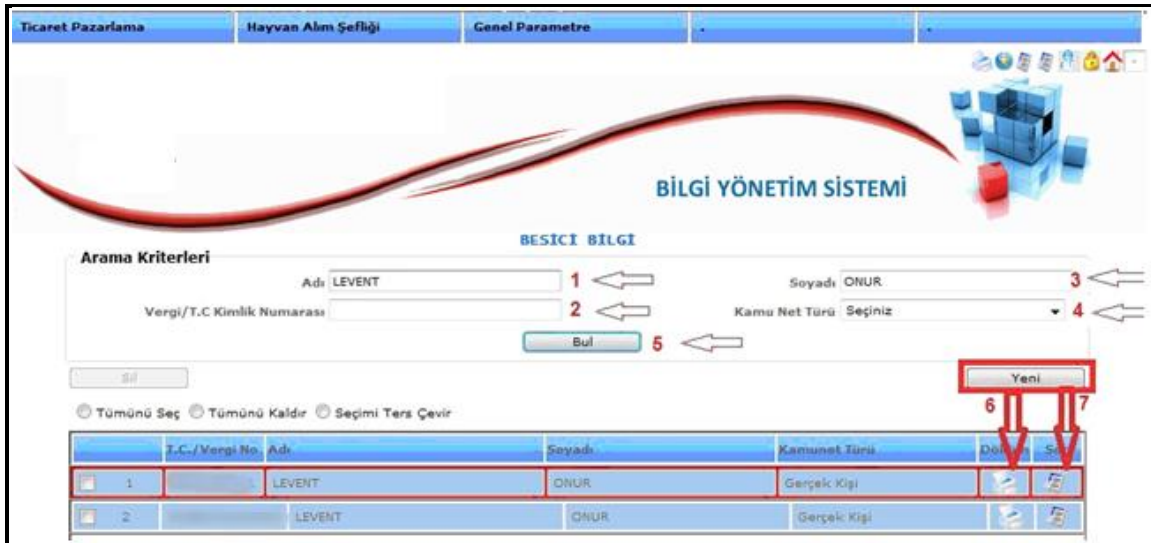 Ticaret Pazarlama Hayvan Alım Şefliği Genel Parametre . .
BİLGİ YÖNETİM SİSTEMİ
BESİCİ BİLGİ
Arama Kriterleri
Adı LEVENT 1 Soyadı ONUR 3
Vergi/T.C Kimlik Numarası 2 Kamu Net Türü Seçiniz 4
Bul 5
Sil Yeni
6 7
Tümünü Seç Tümünü Kaldır Seçimi Ters Çevir
T.C./Vergi No Adı Soyadı Kamunet Türü
1 LEVENT ONUR Gerçek Kişi
2 LEVENT ONUR Gerçek Kişi